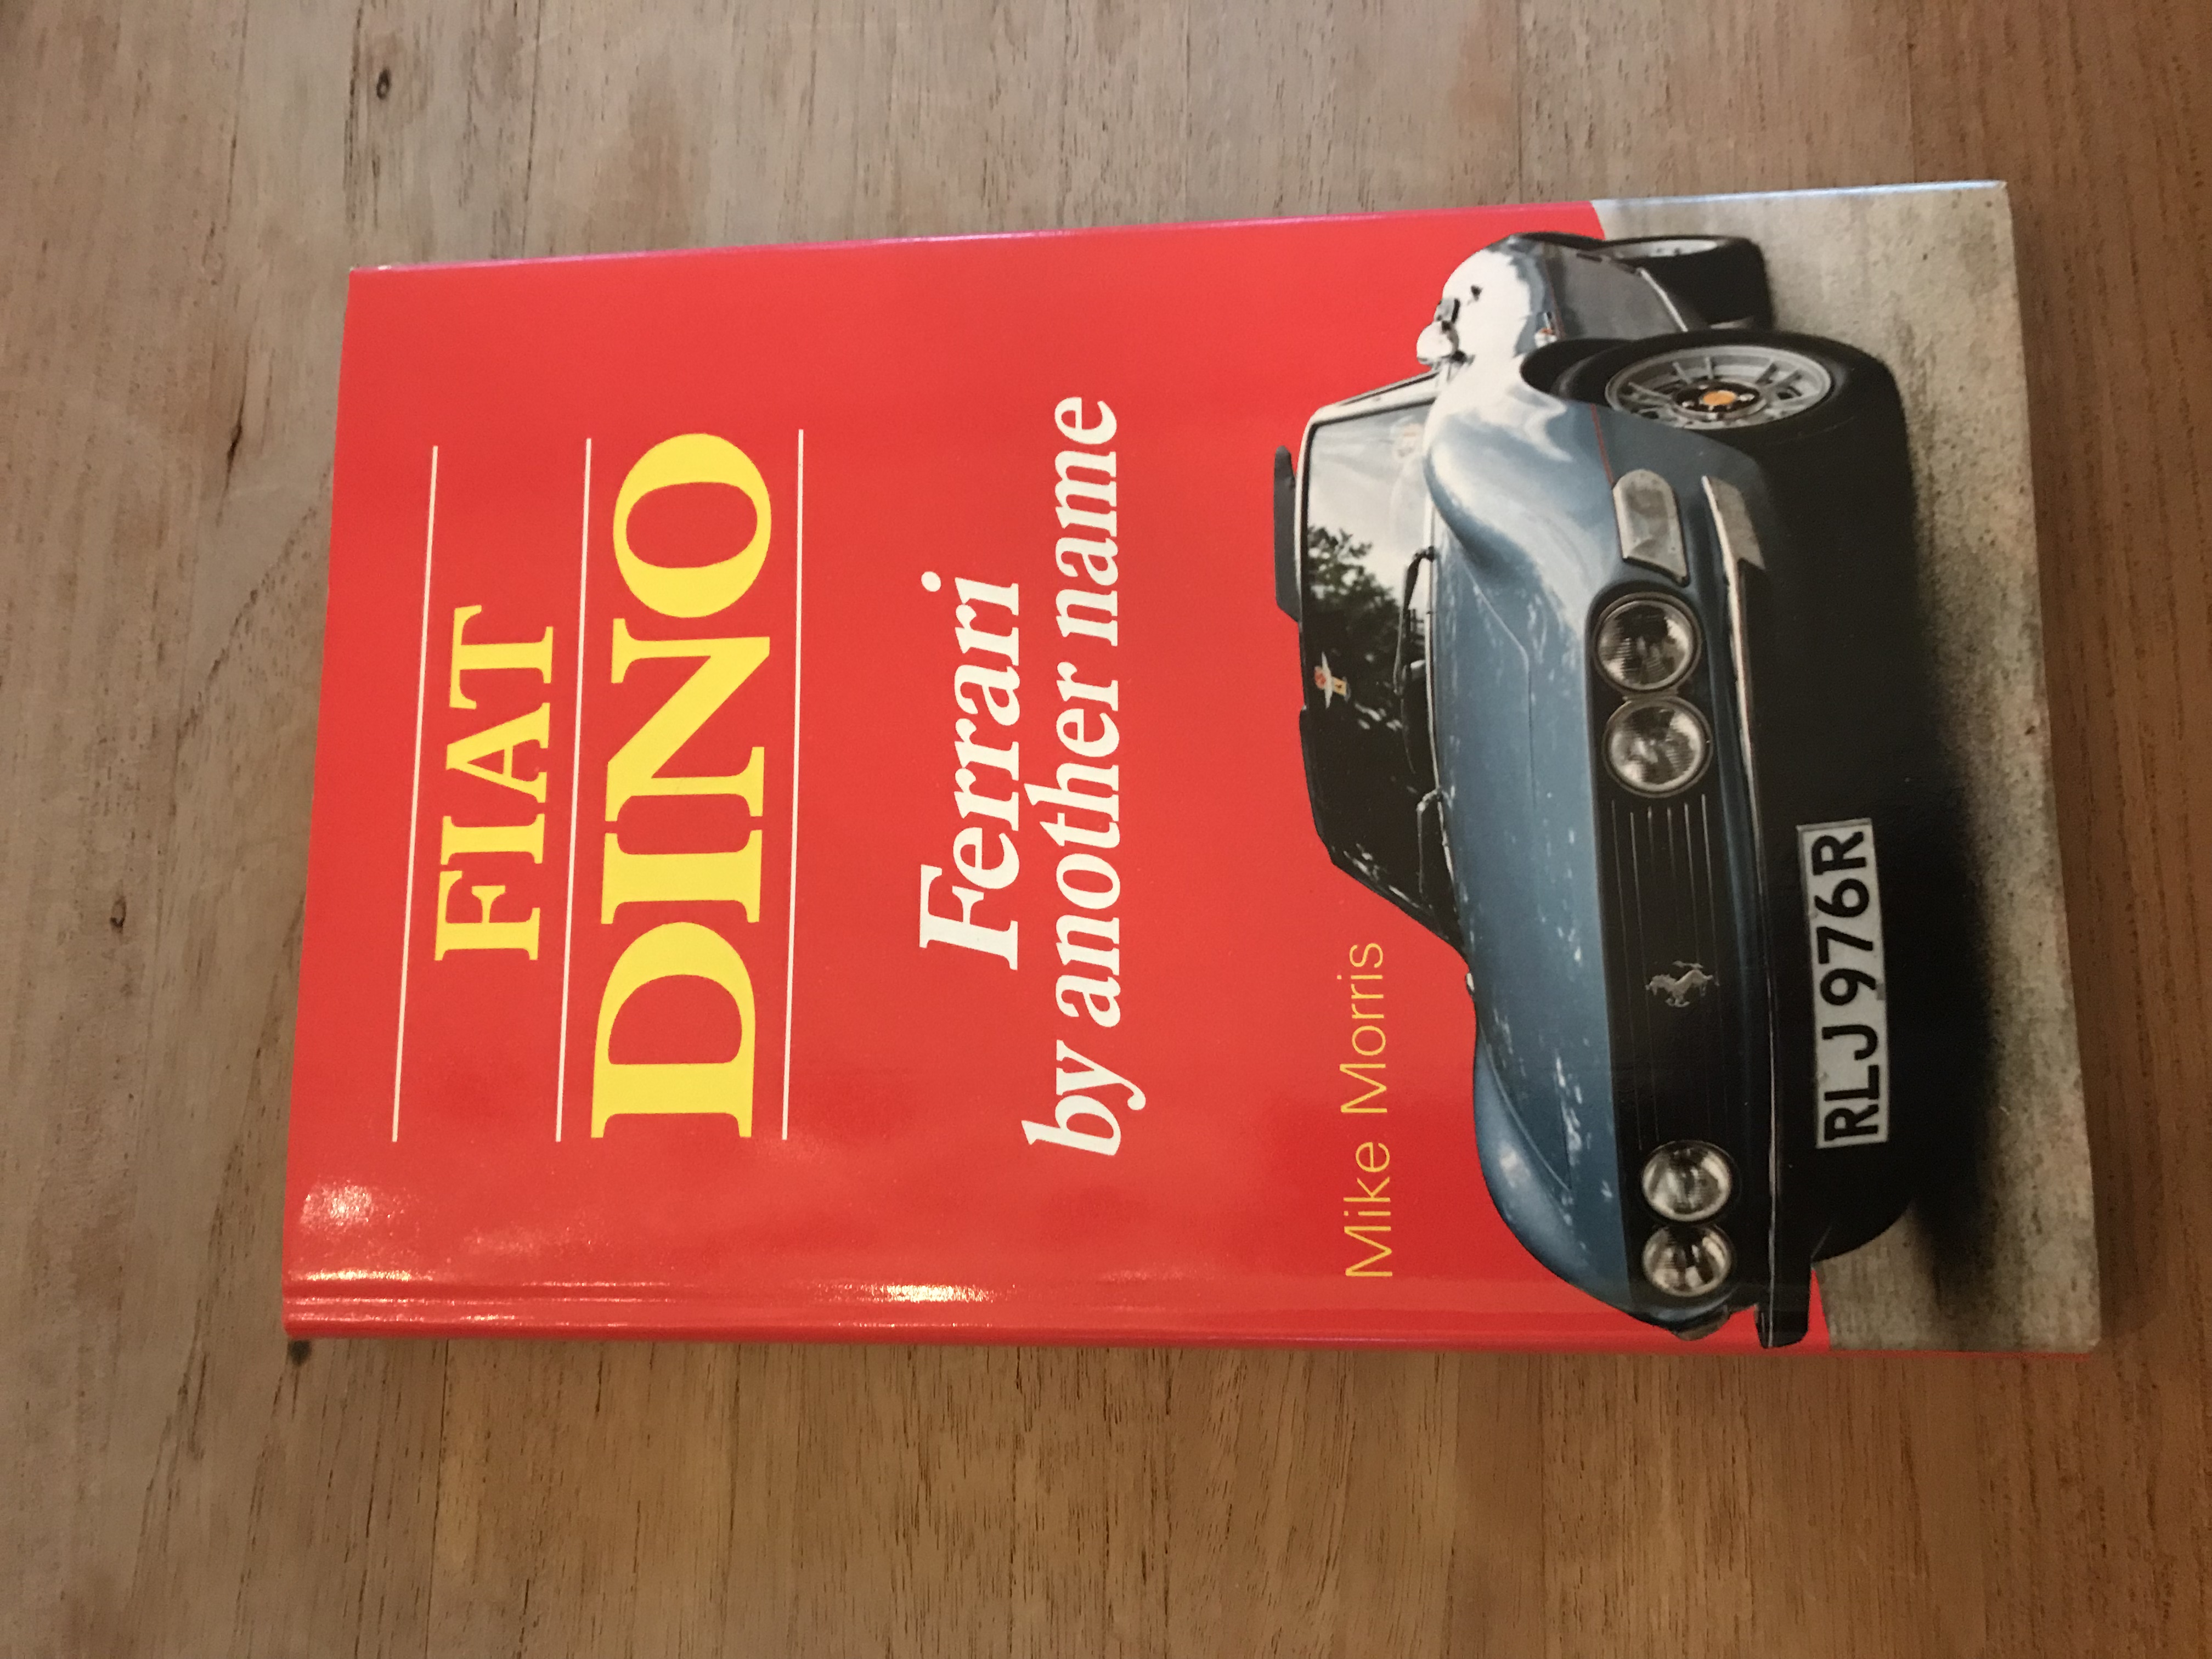 FIAT
DINO
Ferrari
by another name
Mike Morris
RLJ 976R